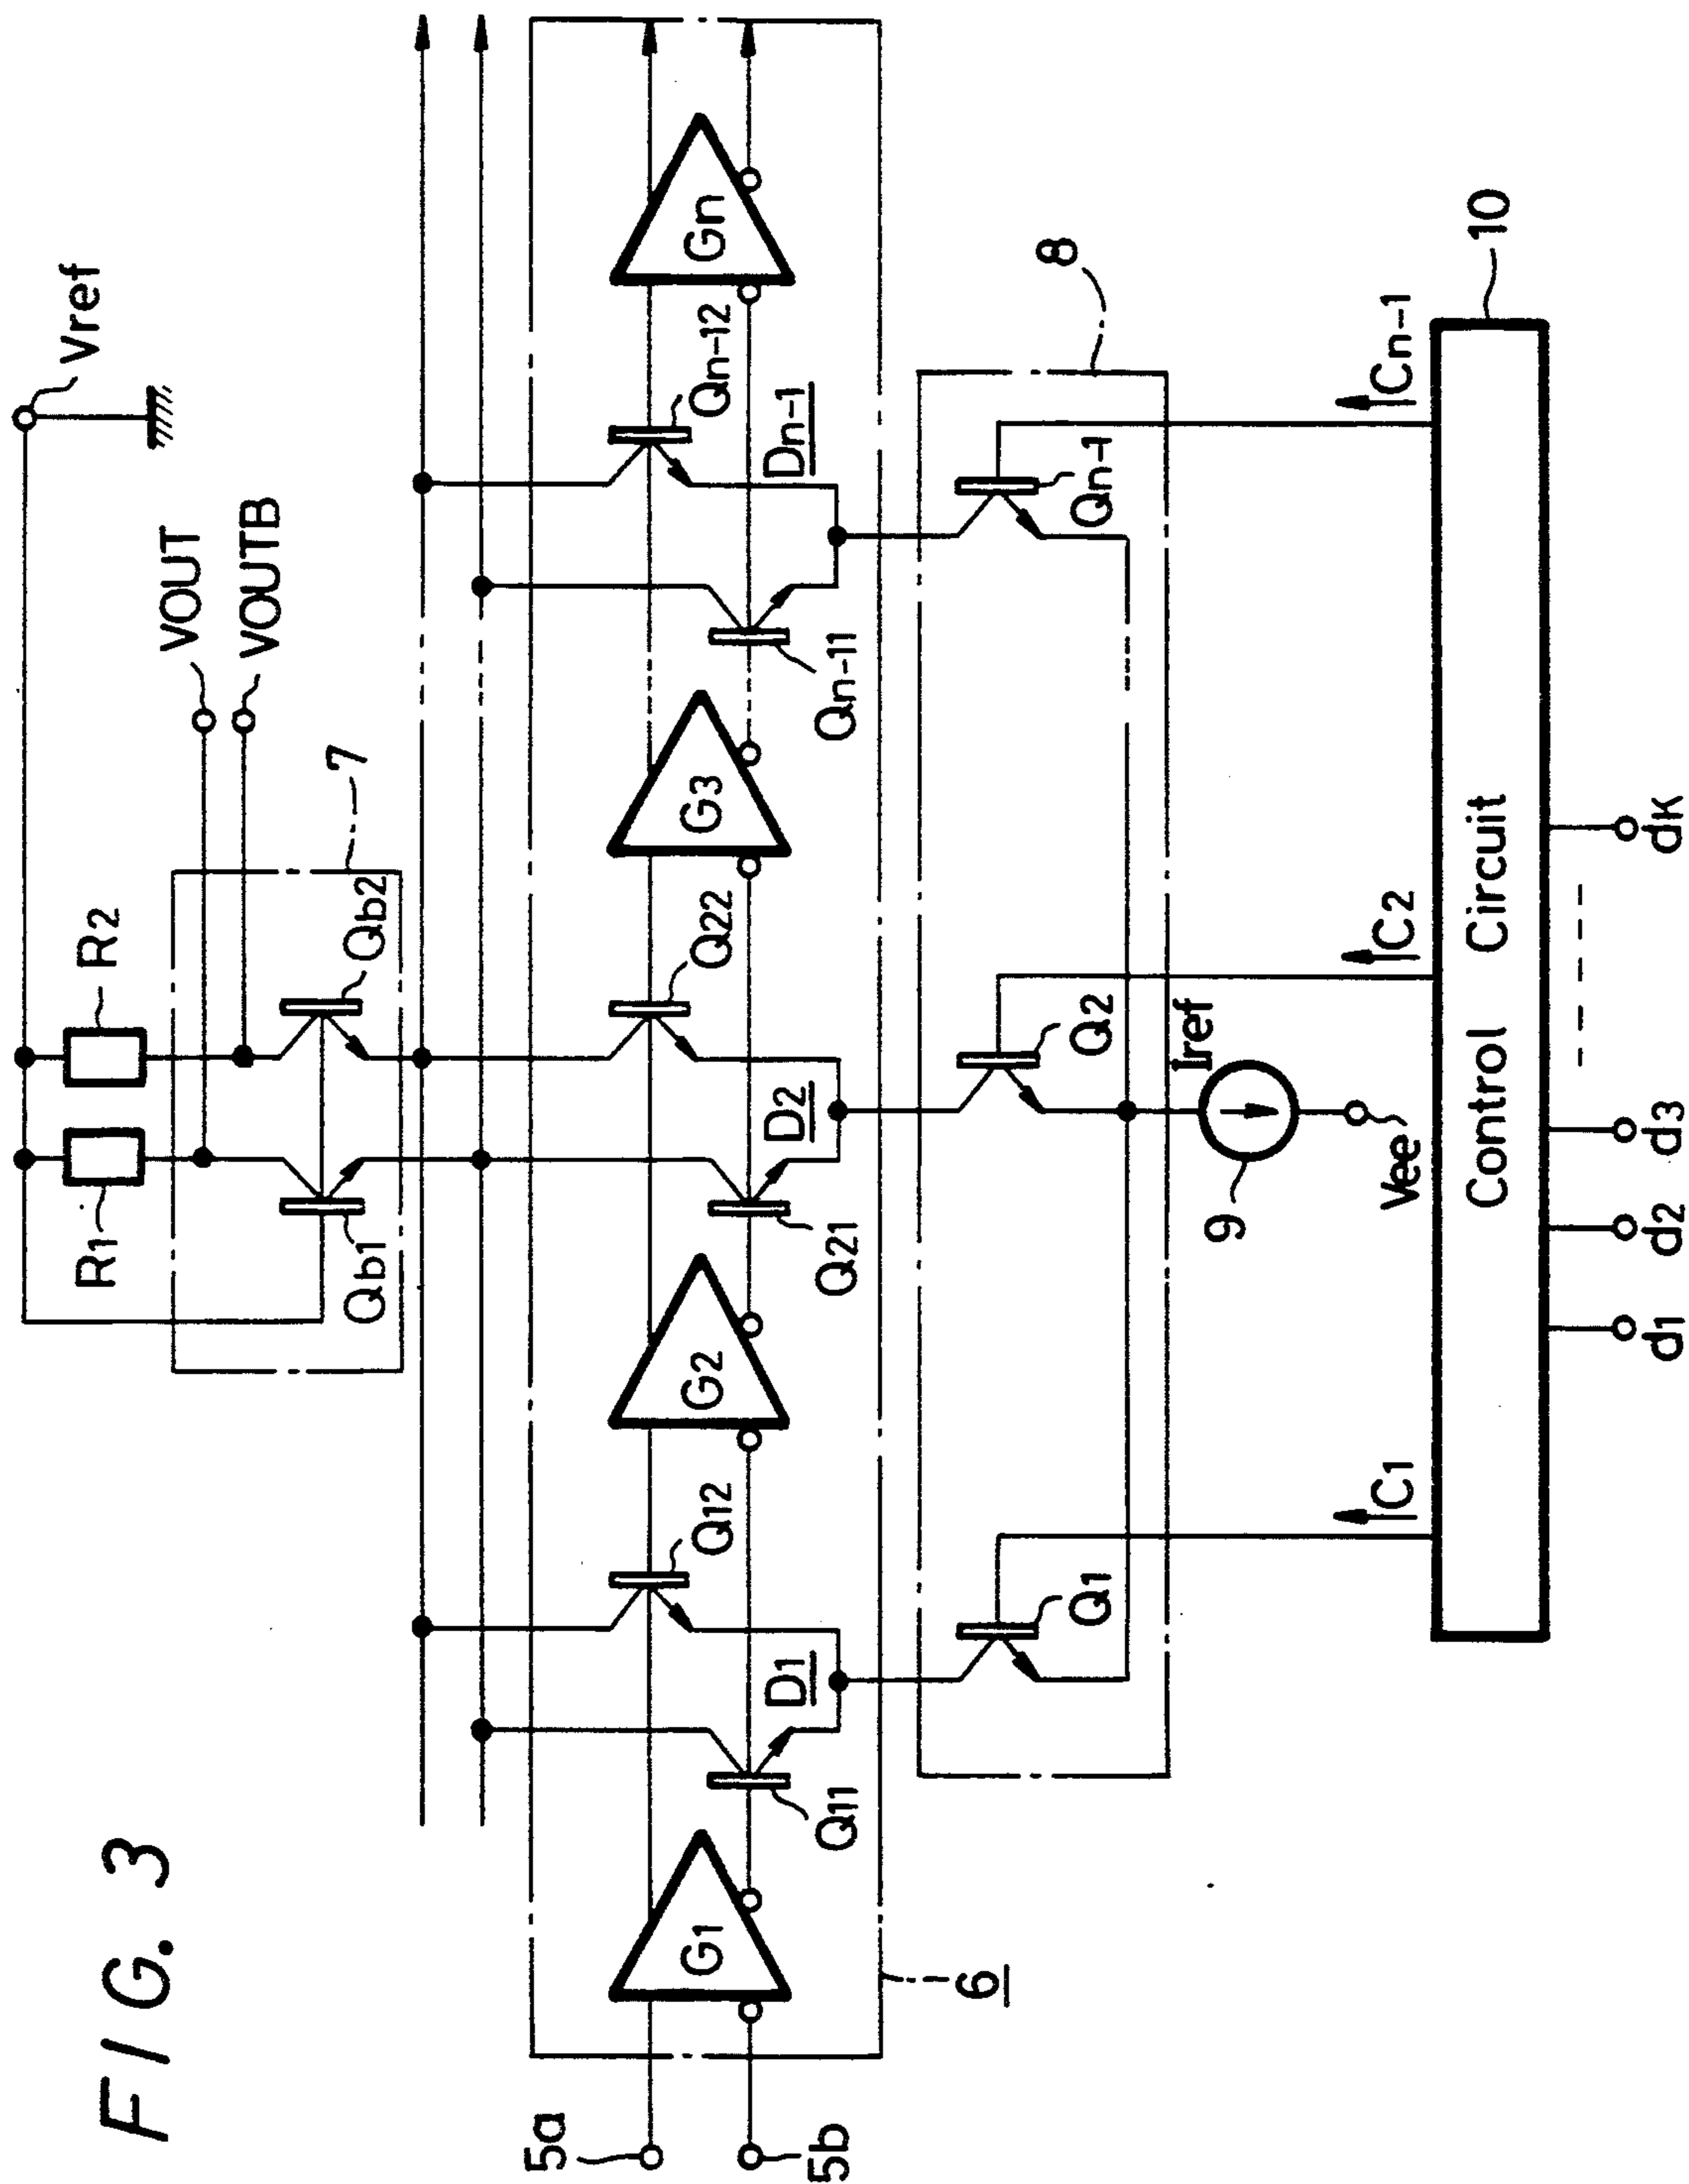 FIG. 3
Vref
VOUT
VOUTB
R1
R2
7
Qb1
Qb2
5a
5b
G1
G2
G3
Gn
Q11
Q12
Q21
Q22
Qn-11
Qn-12
D1
D2
Dn-1
6
8
Q1
Q2
Qn-1
Iref
9
Vee
C1
C2
Cn-1
10
Control Circuit
d1
d2
d3
dK